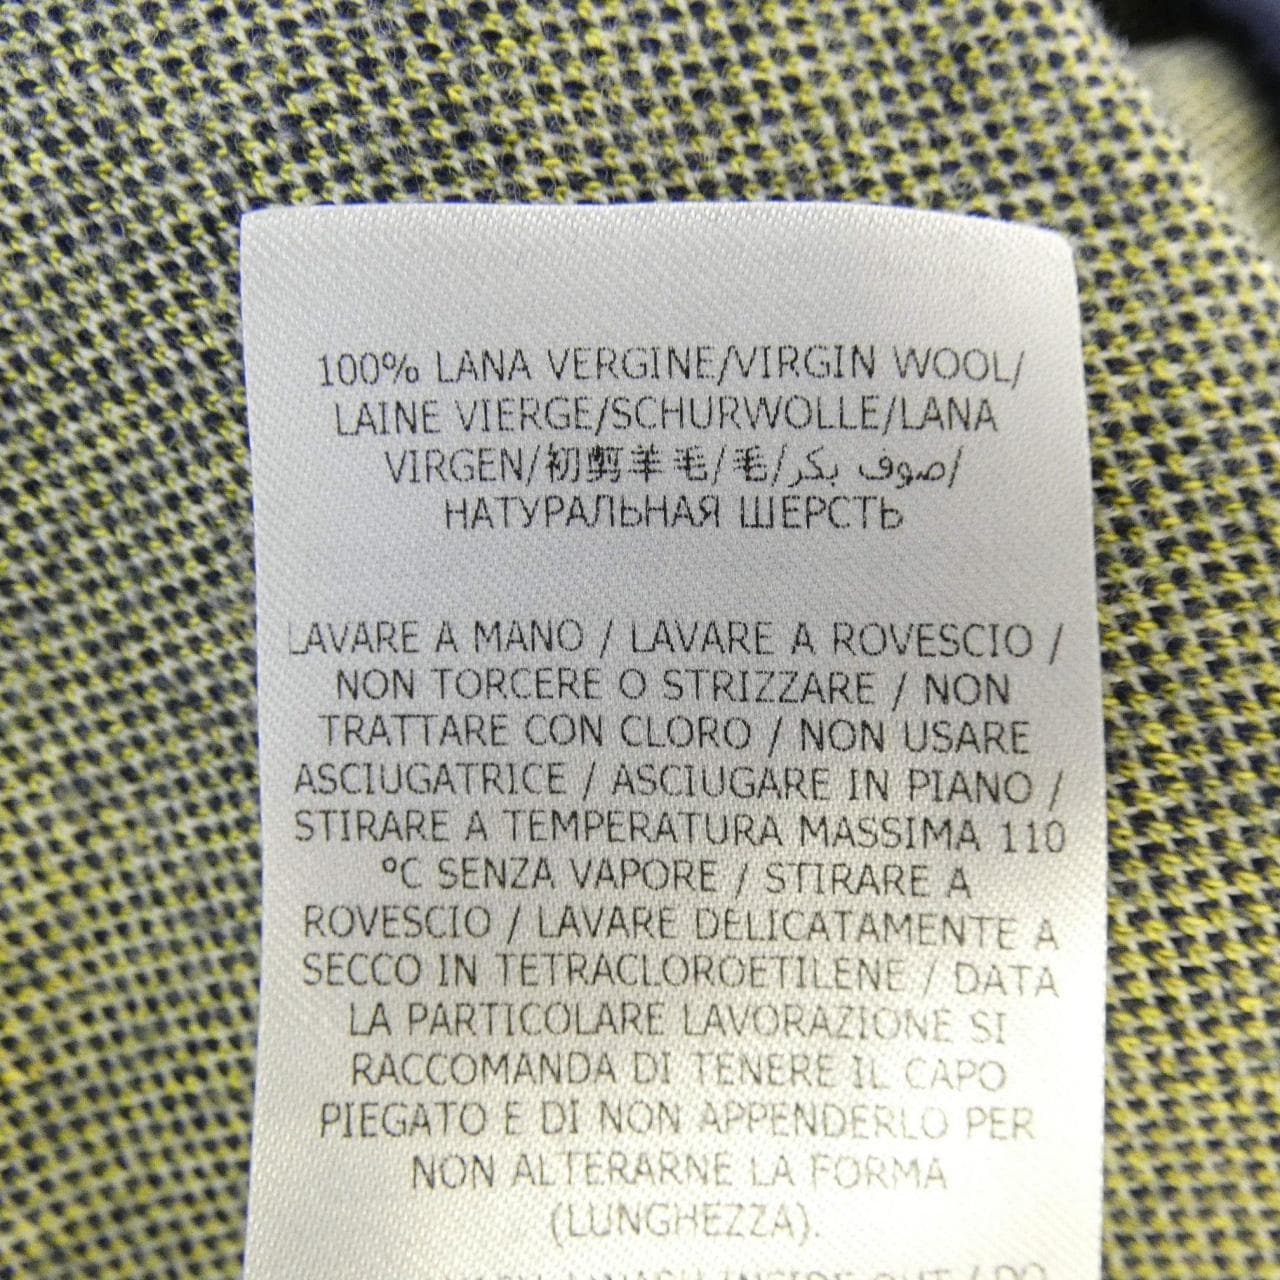 100% LANA VERGINE/VIRGIN WOOL/
LAINE VIERGE/SCHURWOLLE/LANA
VIRGEN/初剪羊毛/毛/صوف بكر/
НАТУРАЛЬНАЯ ШЕРСТЬ
LAVARE A MANO / LAVARE A ROVESCIO /
NON TORCERE O STRIZZARE / NON
TRATTARE CON CLORO / NON USARE
ASCIUGATRICE / ASCIUGARE IN PIANO /
STIRARE A TEMPERATURA MASSIMA 110
°C SENZA VAPORE / STIRARE A
ROVESCIO / LAVARE DELICATAMENTE A
SECCO IN TETRACLOROETILENE / DATA
LA PARTICOLARE LAVORAZIONE SI
RACCOMANDA DI TENERE IL CAPO
PIEGATO E DI NON APPENDERLO PER
NON ALTERARNE LA FORMA
(LUNGHEZZA).
INSIDE OUT / DO